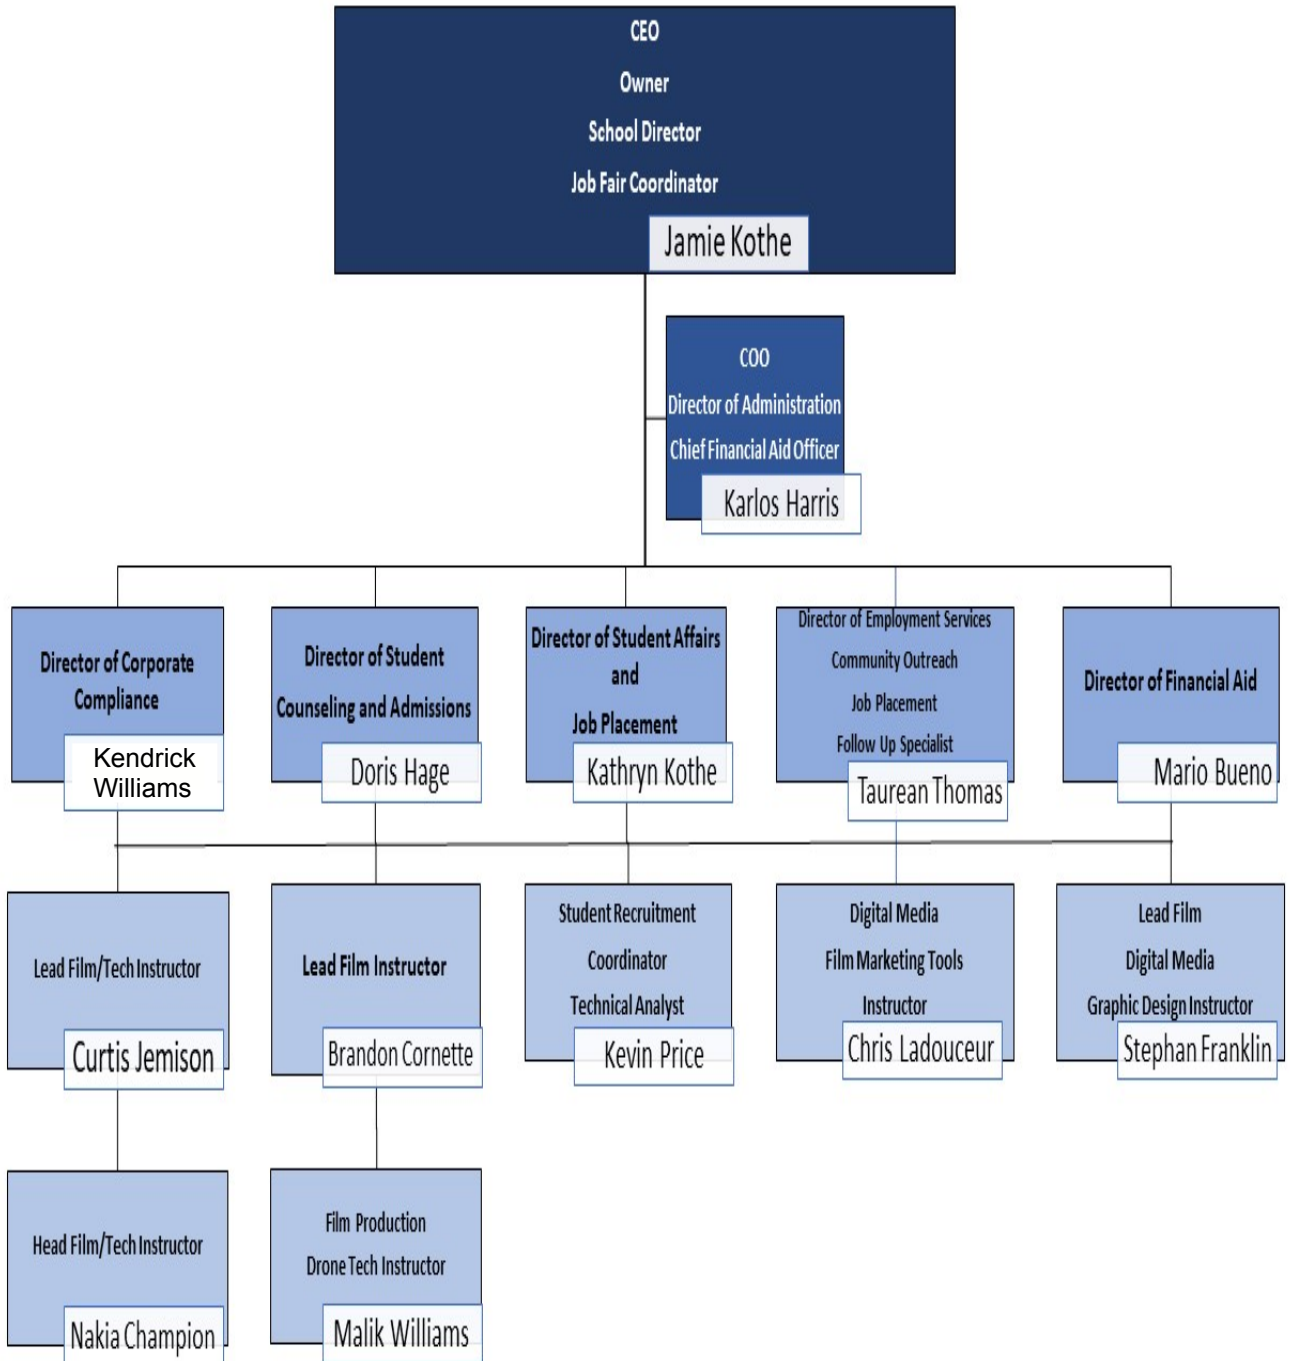 CEO
Owner
School Director
Job Fair Coordinator
Jamie Kothe
COO
Director of Administration
Chief Financial Aid Officer
Karlos Harris
Director of Corporate
Compliance
Kendrick
Williams
Director of Student
Counseling and Admissions
Doris Hage
Director of Student Affairs
and
Job Placement
Kathryn Kothe
Director of Employment Services
Community Outreach
Job Placement
Follow Up Specialist
Taurean Thomas
Director of Financial Aid
Mario Bueno
Lead Film/Tech Instructor
Curtis Jemison
Lead Film Instructor
Brandon Cornette
Student Recruitment
Coordinator
Technical Analyst
Kevin Price
Digital Media
Film Marketing Tools
Instructor
Chris Ladouceur
Lead Film
Digital Media
Graphic Design Instructor
Stephan Franklin
Head Film/Tech Instructor
Nakia Champion
Film Production
Drone Tech Instructor
Malik Williams